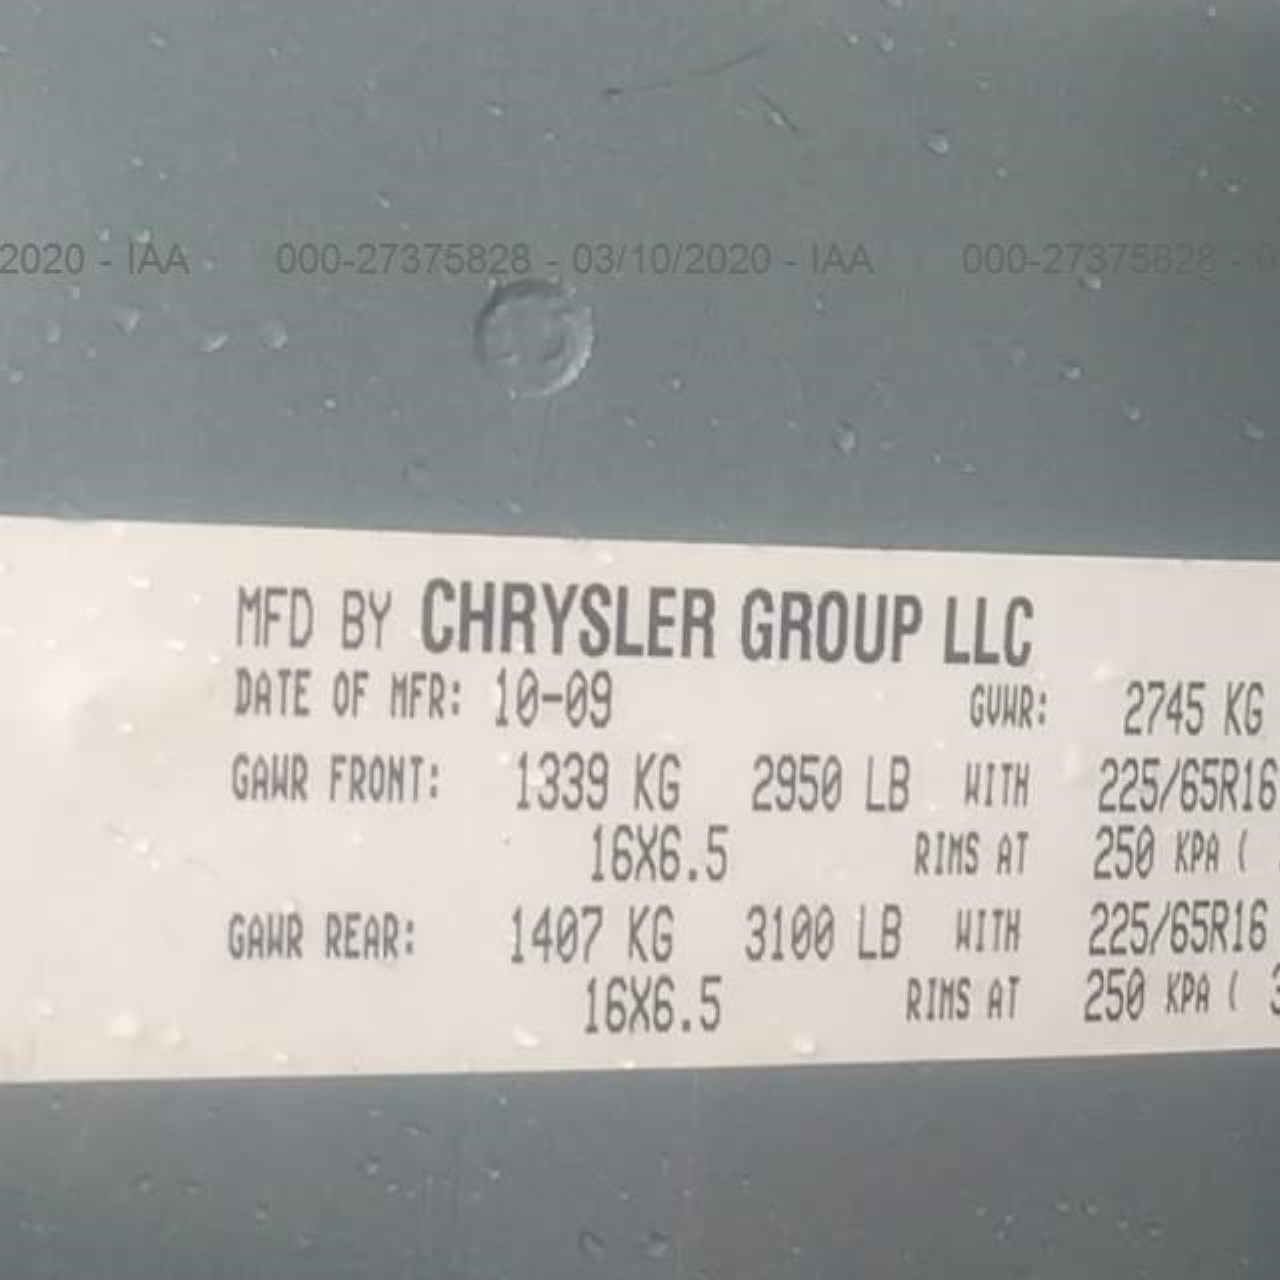 2020 - IAA 000-27375828 - 03/10/2020 - IAA 000-27375828 -
MFD BY CHRYSLER GROUP LLC
DATE OF MFR: 10-09 GVWR: 2745 KG
GAWR FRONT: 1339 KG 2950 LB WITH 225/65R16
16X6.5 RIMS AT 250 KPA (
GAWR REAR: 1407 KG 3100 LB WITH 225/65R16
16X6.5 RIMS AT 250 KPA ( 3